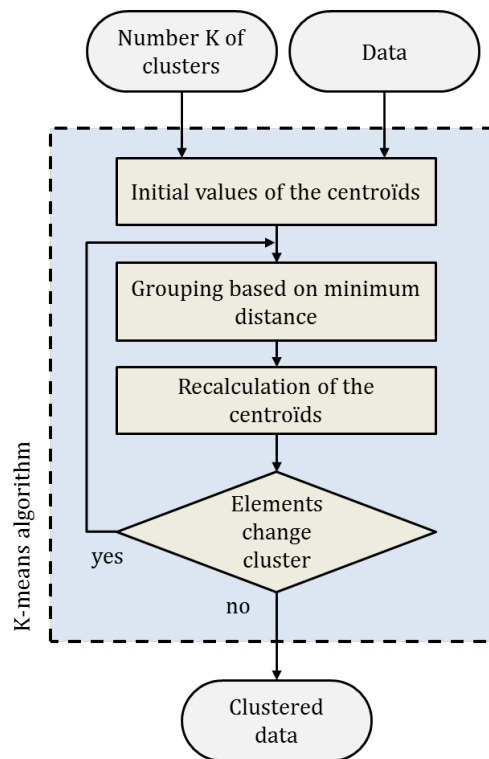 Number K of
clusters
Data
Initial values of the centroïds
Grouping based on minimum
distance
Recalculation of the
centroïds
Elements
change
cluster
yes
no
K-means algorithm
Clustered
data